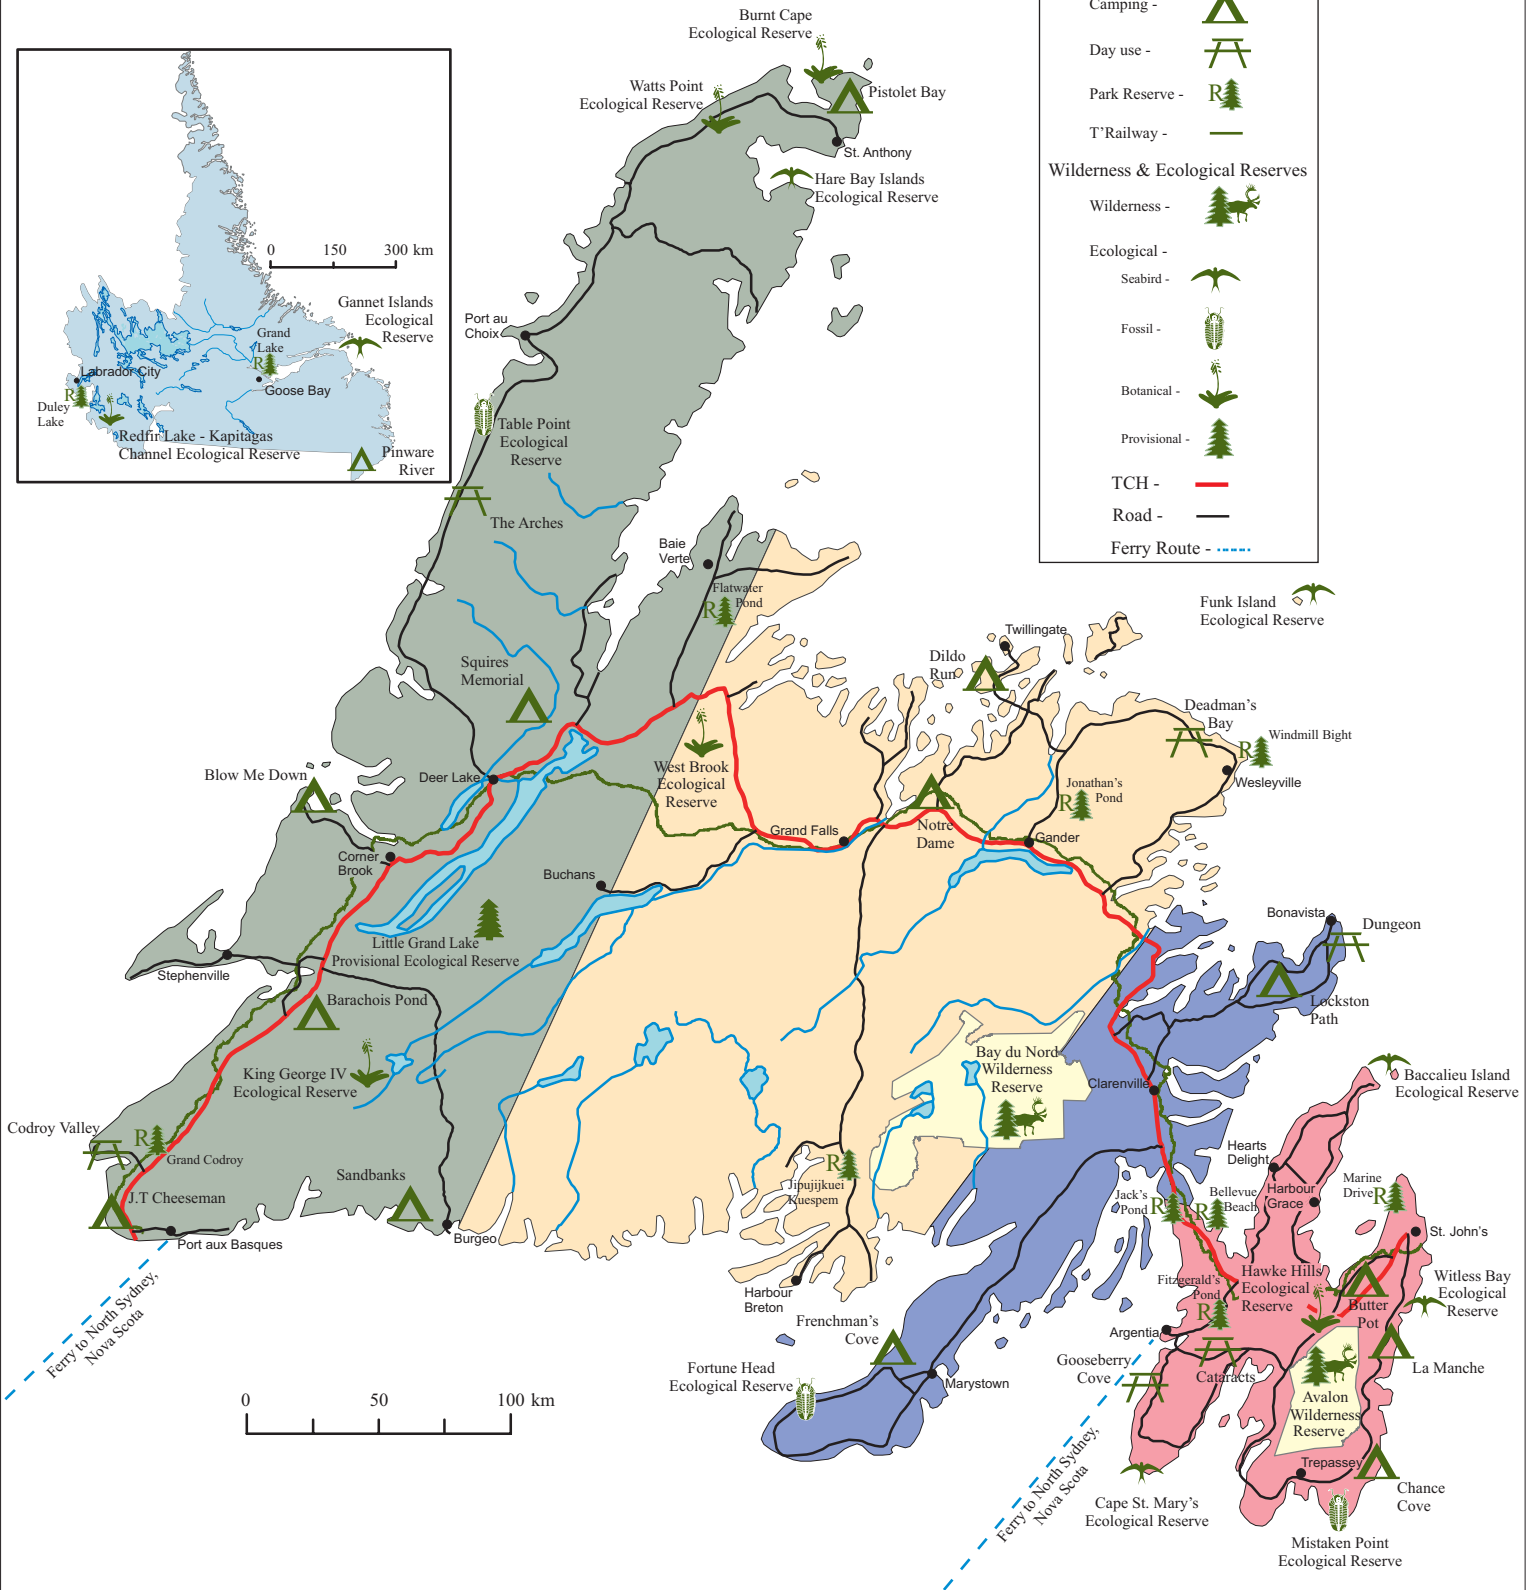 Burnt Cape
Ecological Reserve
Watts Point
Ecological Reserve
Pistolet Bay
St. Anthony
Hare Bay Islands
Ecological Reserve
Camping -
Day use -
Park Reserve -
R
T'Railway -
Wilderness & Ecological Reserves
Wilderness -
Ecological -
Seabird -
Fossil -
Botanical -
Provisional -
TCH -
Road -
Ferry Route -
0 150 300 km
Gannet Islands
Ecological
Reserve
Grand
Lake
R
Labrador City
Goose Bay
R
Duley
Lake
Redfir Lake - Kapitagas
Channel Ecological Reserve
Pinware
River
Port au
Choix
Table Point
Ecological
Reserve
The Arches
Baie
Verte
Flatwater
Pond
R
Squires
Memorial
Funk Island
Ecological Reserve
Twillingate
Dildo
Run
Deadman's
Bay
Windmill Bight
R
Wesleyville
Jonathan's
Pond
R
West Brook
Ecological
Reserve
Blow Me Down
Deer Lake
Corner
Brook
Grand Falls
Notre
Dame
Gander
Buchans
Little Grand Lake
Provisional Ecological Reserve
Stephenville
Barachois Pond
Bonavista
Dungeon
Lockston
Path
King George IV
Ecological Reserve
Bay du Nord
Wilderness
Reserve
Clarenville
Baccalieu Island
Ecological Reserve
Codroy Valley
R
Grand Codroy
J.T Cheeseman
Port aux Basques
Sandbanks
Burgeo
R
Jipujijkuei
Kuespem
Harbour
Breton
Hearts
Delight
Harbour
Grace
Marine
Drive
R
St. John's
Jack's
Pond
R
Bellevue
Beach
R
Fitzgerald's
Pond
R
Hawke Hills
Ecological
Reserve
Butter
Pot
Witless Bay
Ecological
Reserve
Ferry to North Sydney,
Nova Scota
Frenchman's
Cove
Fortune Head
Ecological Reserve
Marystown
Argentia
Gooseberry
Cove
Cataracts
La Manche
Avalon
Wilderness
Reserve
0 50 100 km
Trepassey
Chance
Cove
Ferry to North Sydney,
Nova Scota
Cape St. Mary's
Ecological Reserve
Mistaken Point
Ecological Reserve